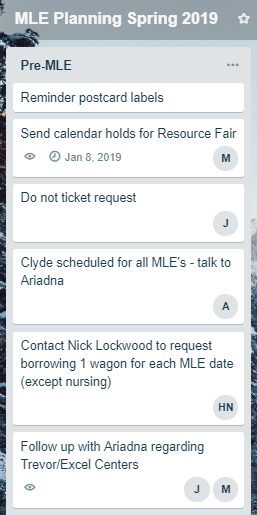 MLE Planning Spring 2019
Pre-MLE
Reminder postcard labels
Send calendar holds for Resource Fair
Jan 8, 2019
M
Do not ticket request
J
Clyde scheduled for all MLE's - talk to
Ariadna
A
Contact Nick Lockwood to request
borrowing 1 wagon for each MLE date
(except nursing)
HN
Follow up with Ariadna regarding
Trevor/Excel Centers
J M